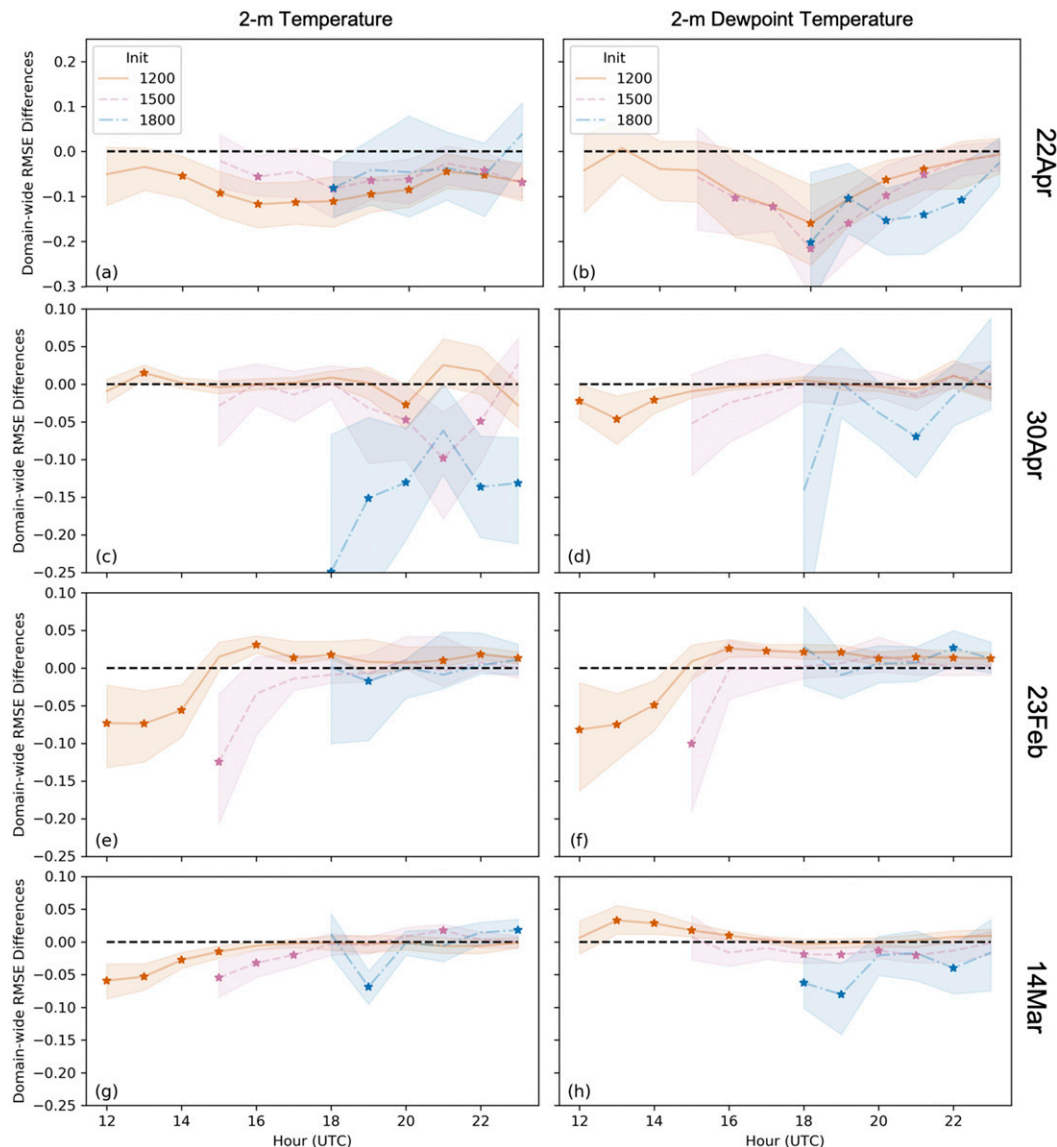 2-m Temperature
2-m Dewpoint Temperature
Domain-wide RMSE Differences
0.2
0.1
0.0
−0.1
−0.2
−0.3
Init
1200
1500
1800
(a)
Init
1200
1500
1800
(b)
22Apr
Domain-wide RMSE Differences
0.10
0.05
0.00
−0.05
−0.10
−0.15
−0.20
−0.25
(c)
(d)
30Apr
Domain-wide RMSE Differences
0.10
0.05
0.00
−0.05
−0.10
−0.15
−0.20
−0.25
(e)
(f)
23Feb
Domain-wide RMSE Differences
0.10
0.05
0.00
−0.05
−0.10
−0.15
−0.20
−0.25
(g)
(h)
14Mar
12 14 16 18 20 22
12 14 16 18 20 22
Hour (UTC)
Hour (UTC)